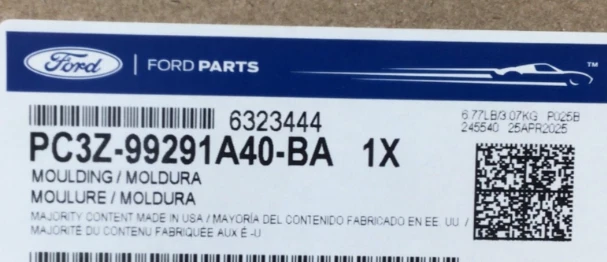 Ford | FORD PARTS
TM
6323444
6.77LB/3.07KG P025B
245540 25APR2025
PC3Z-99291A40-BA 1X
MOULDING / MOLDURA
MOULURE / MOLDURA
MAJORITY CONTENT MADE IN USA / MAYORÍA DEL CONTENIDO FABRICADO EN EE. UU. /
MAJORITÉ DU CONTENU FABRIQUÉE AUX É.-U